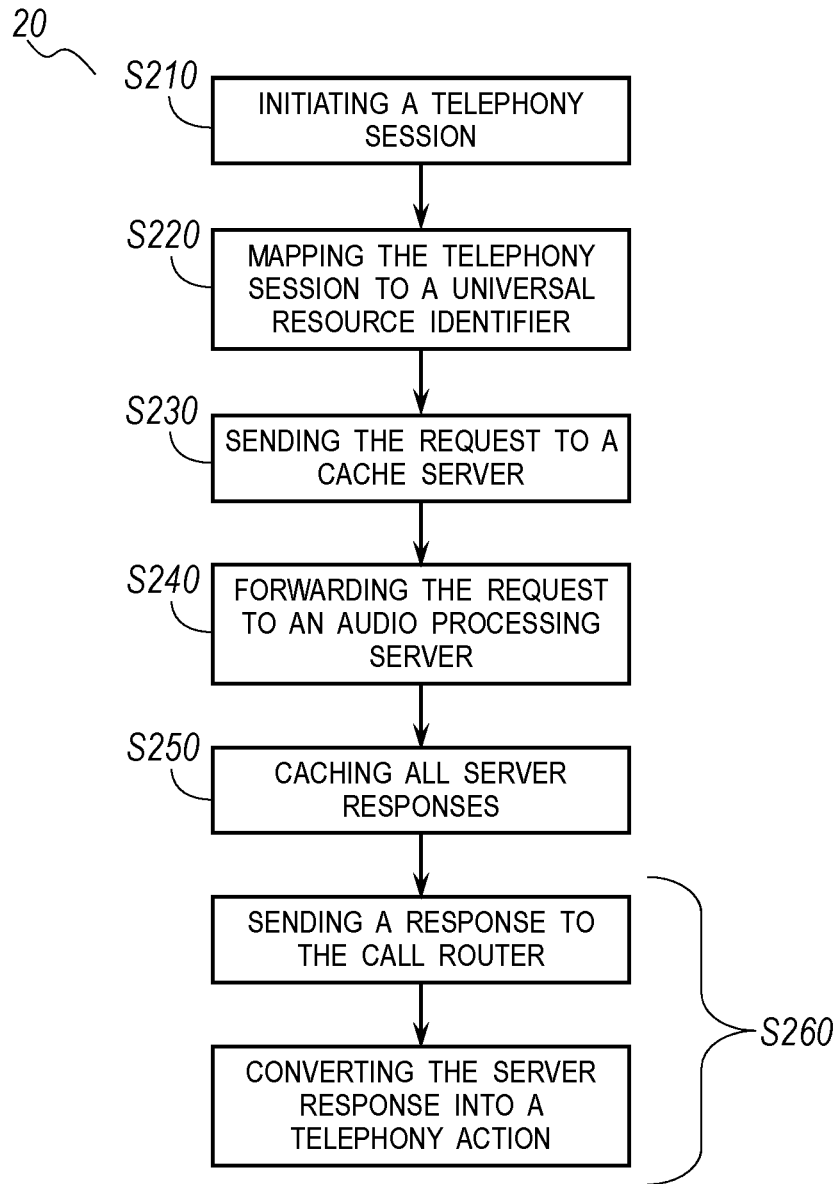 20
S210
INITIATING A TELEPHONY
SESSION
S220
MAPPING THE TELEPHONY
SESSION TO A UNIVERSAL
RESOURCE IDENTIFIER
S230
SENDING THE REQUEST TO A
CACHE SERVER
S240
FORWARDING THE REQUEST
TO AN AUDIO PROCESSING
SERVER
S250
CACHING ALL SERVER
RESPONSES
SENDING A RESPONSE TO
THE CALL ROUTER
S260
CONVERTING THE SERVER
RESPONSE INTO A
TELEPHONY ACTION